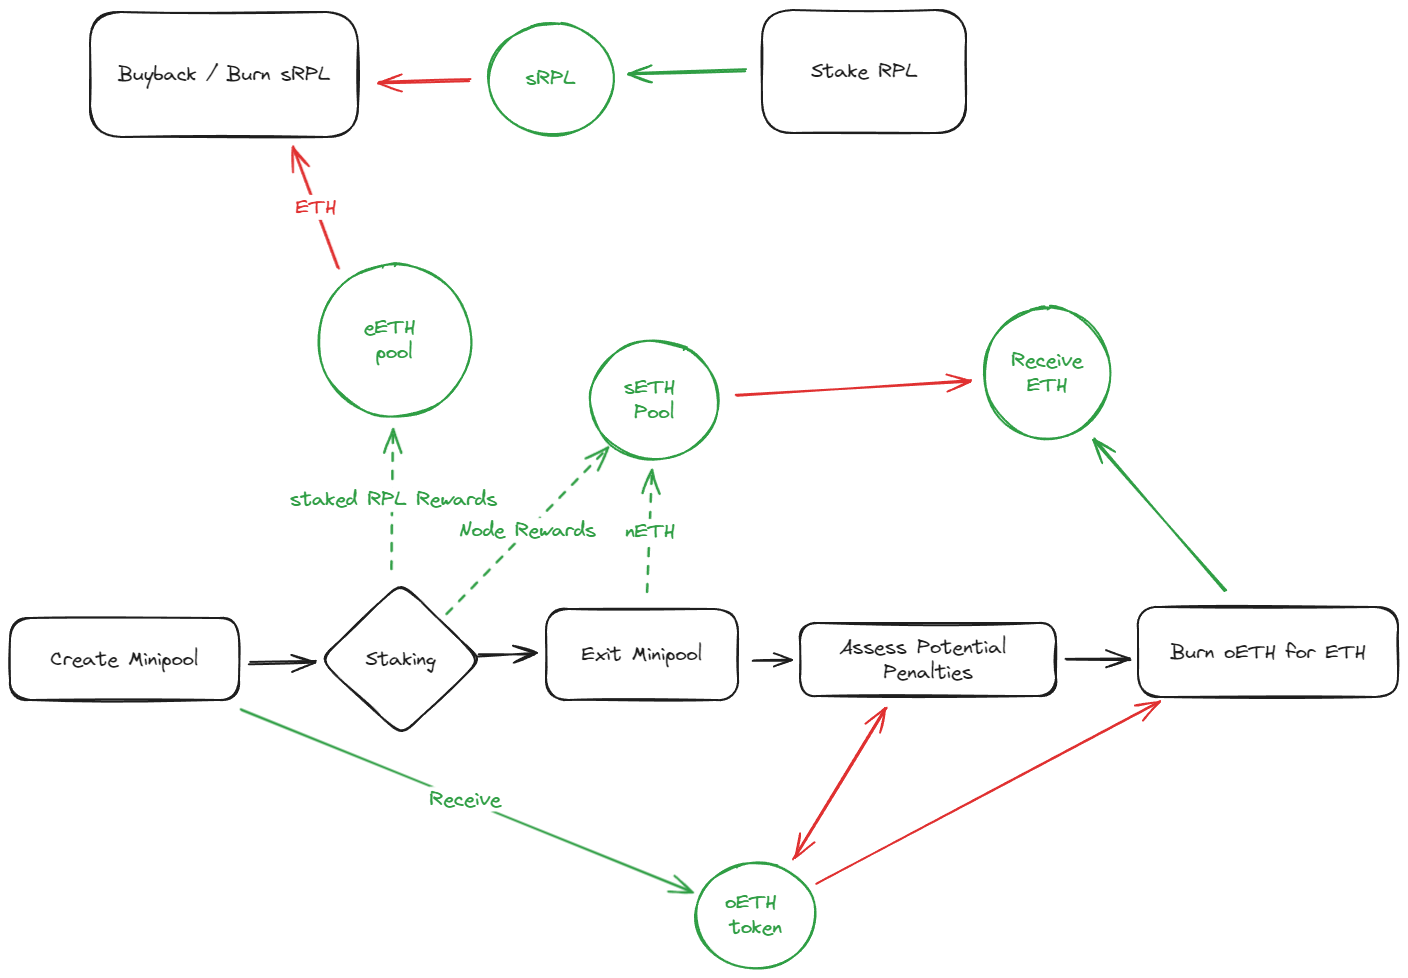 Buyback / Burn sRPL
sRPL
Stake RPL
ETH
eETH
pool
sETH
Pool
Receive
ETH
staked RPL Rewards
Node Rewards
nETH
Create Minipool
Staking
Exit Minipool
Assess Potential
Penalties
Burn oETH for ETH
Receive
oETH
token